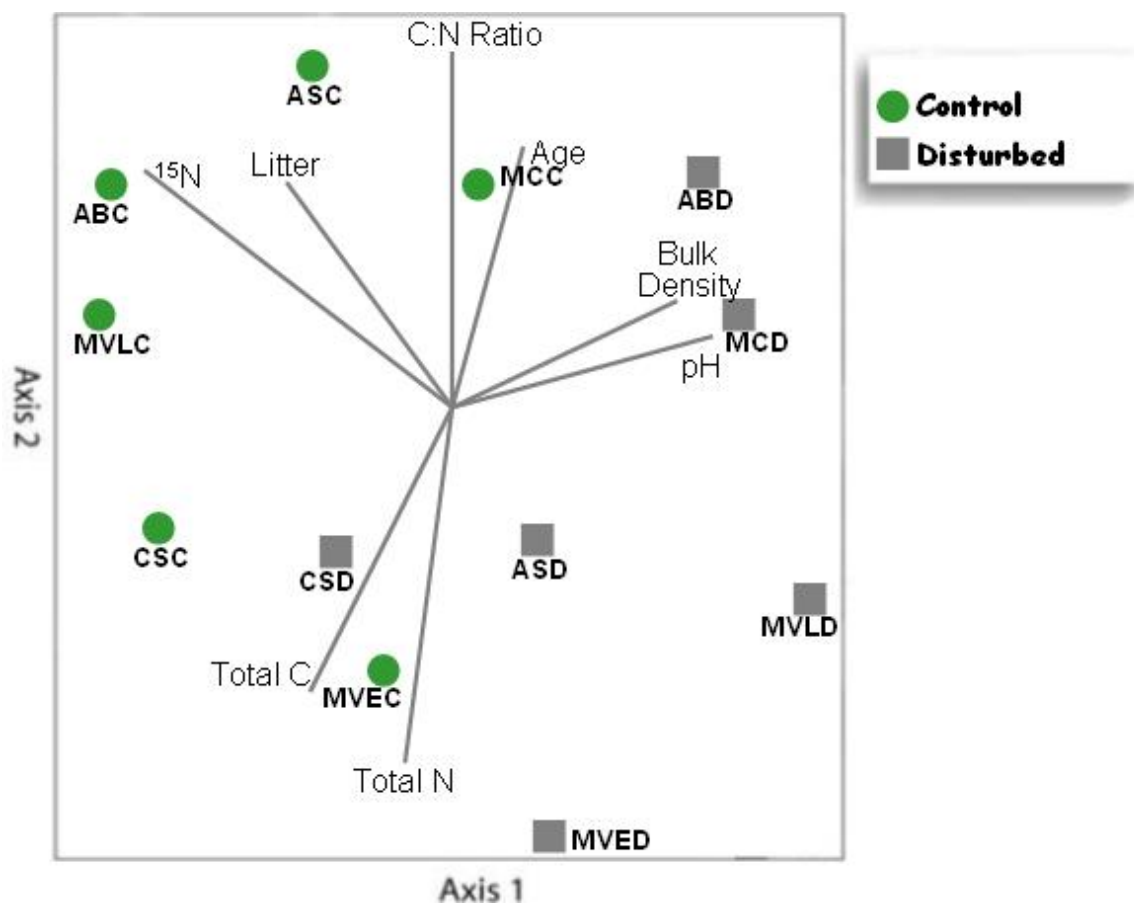 C:N Ratio
ASC
Control
Age
Litter
Disturbed
¹⁵N
MCC
ABD
ABC
Bulk
Density
MVLC
MCD
pH
Axis 2
CSC
CSD
ASD
MVLD
Total C
MVEC
Total N
MVED
Axis 1